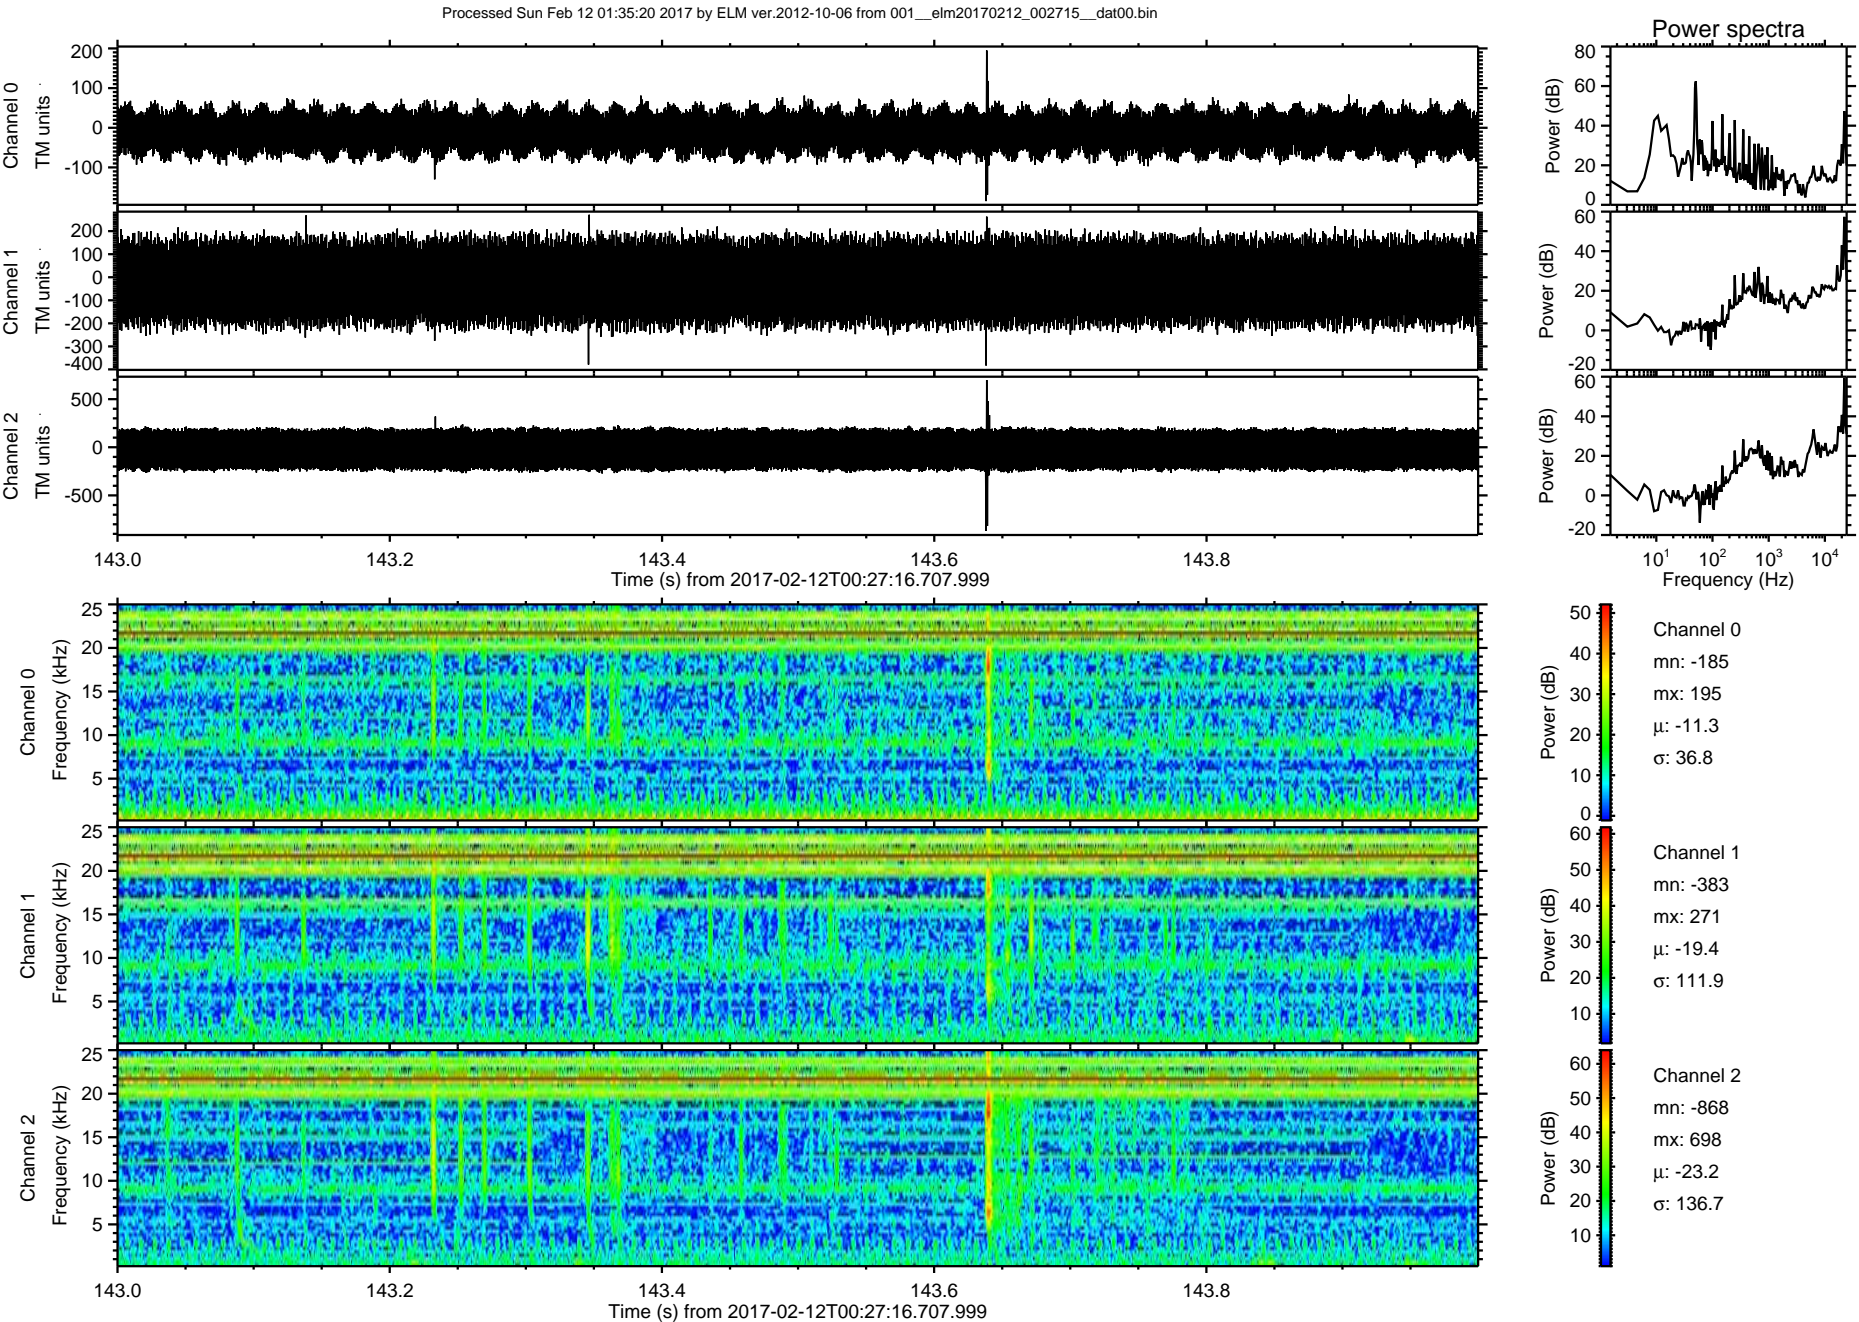 Processed Sun Feb 12 01:35:20 2017 by ELM ver.2012-10-06 from 001__elm20170212_002715__dat00.bin
Power spectra
Channel 0
TM units
200
100
0
-100
Power (dB)
80
60
40
20
0
Channel 1
TM units
200
100
0
-100
-200
-300
-400
Power (dB)
60
40
20
0
-20
Channel 2
TM units
500
0
-500
Power (dB)
60
40
20
0
-20
143.0 143.2 143.4 143.6 143.8
Time (s) from 2017-02-12T00:27:16.707.999
10¹ 10² 10³ 10⁴
Frequency (Hz)
Channel 0
Frequency (kHz)
25
20
15
10
5
Power (dB)
50
40
30
20
10
0
Channel 0
mn: -185
mx: 195
μ: -11.3
σ: 36.8
Channel 1
Frequency (kHz)
25
20
15
10
5
Power (dB)
60
50
40
30
20
10
Channel 1
mn: -383
mx: 271
μ: -19.4
σ: 111.9
Channel 2
Frequency (kHz)
25
20
15
10
5
Power (dB)
60
50
40
30
20
10
Channel 2
mn: -868
mx: 698
μ: -23.2
σ: 136.7
143.0 143.2 143.4 143.6 143.8
Time (s) from 2017-02-12T00:27:16.707.999